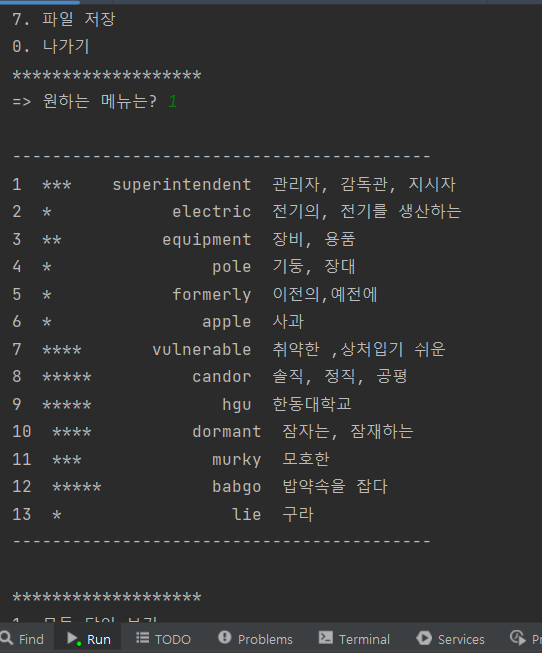 7. 파일 저장
0. 나가기
*******************
=> 원하는 메뉴는? 1
------------------------------------------
1 *** superintendent 관리자, 감독관, 지시자
2 * electric 전기의, 전기를 생산하는
3 ** equipment 장비, 용품
4 * pole 기둥, 장대
5 * formerly 이전의,예전에
6 * apple 사과
7 **** vulnerable 취약한 ,상처입기 쉬운
8 ***** candor 솔직, 정직, 공평
9 ***** hgu 한동대학교
10 **** dormant 잠자는, 잠재하는
11 *** murky 모호한
12 ***** babgo 밥약속을 잡다
13 * lie 구라
------------------------------------------
*******************
Find Run TODO Problems Terminal Services